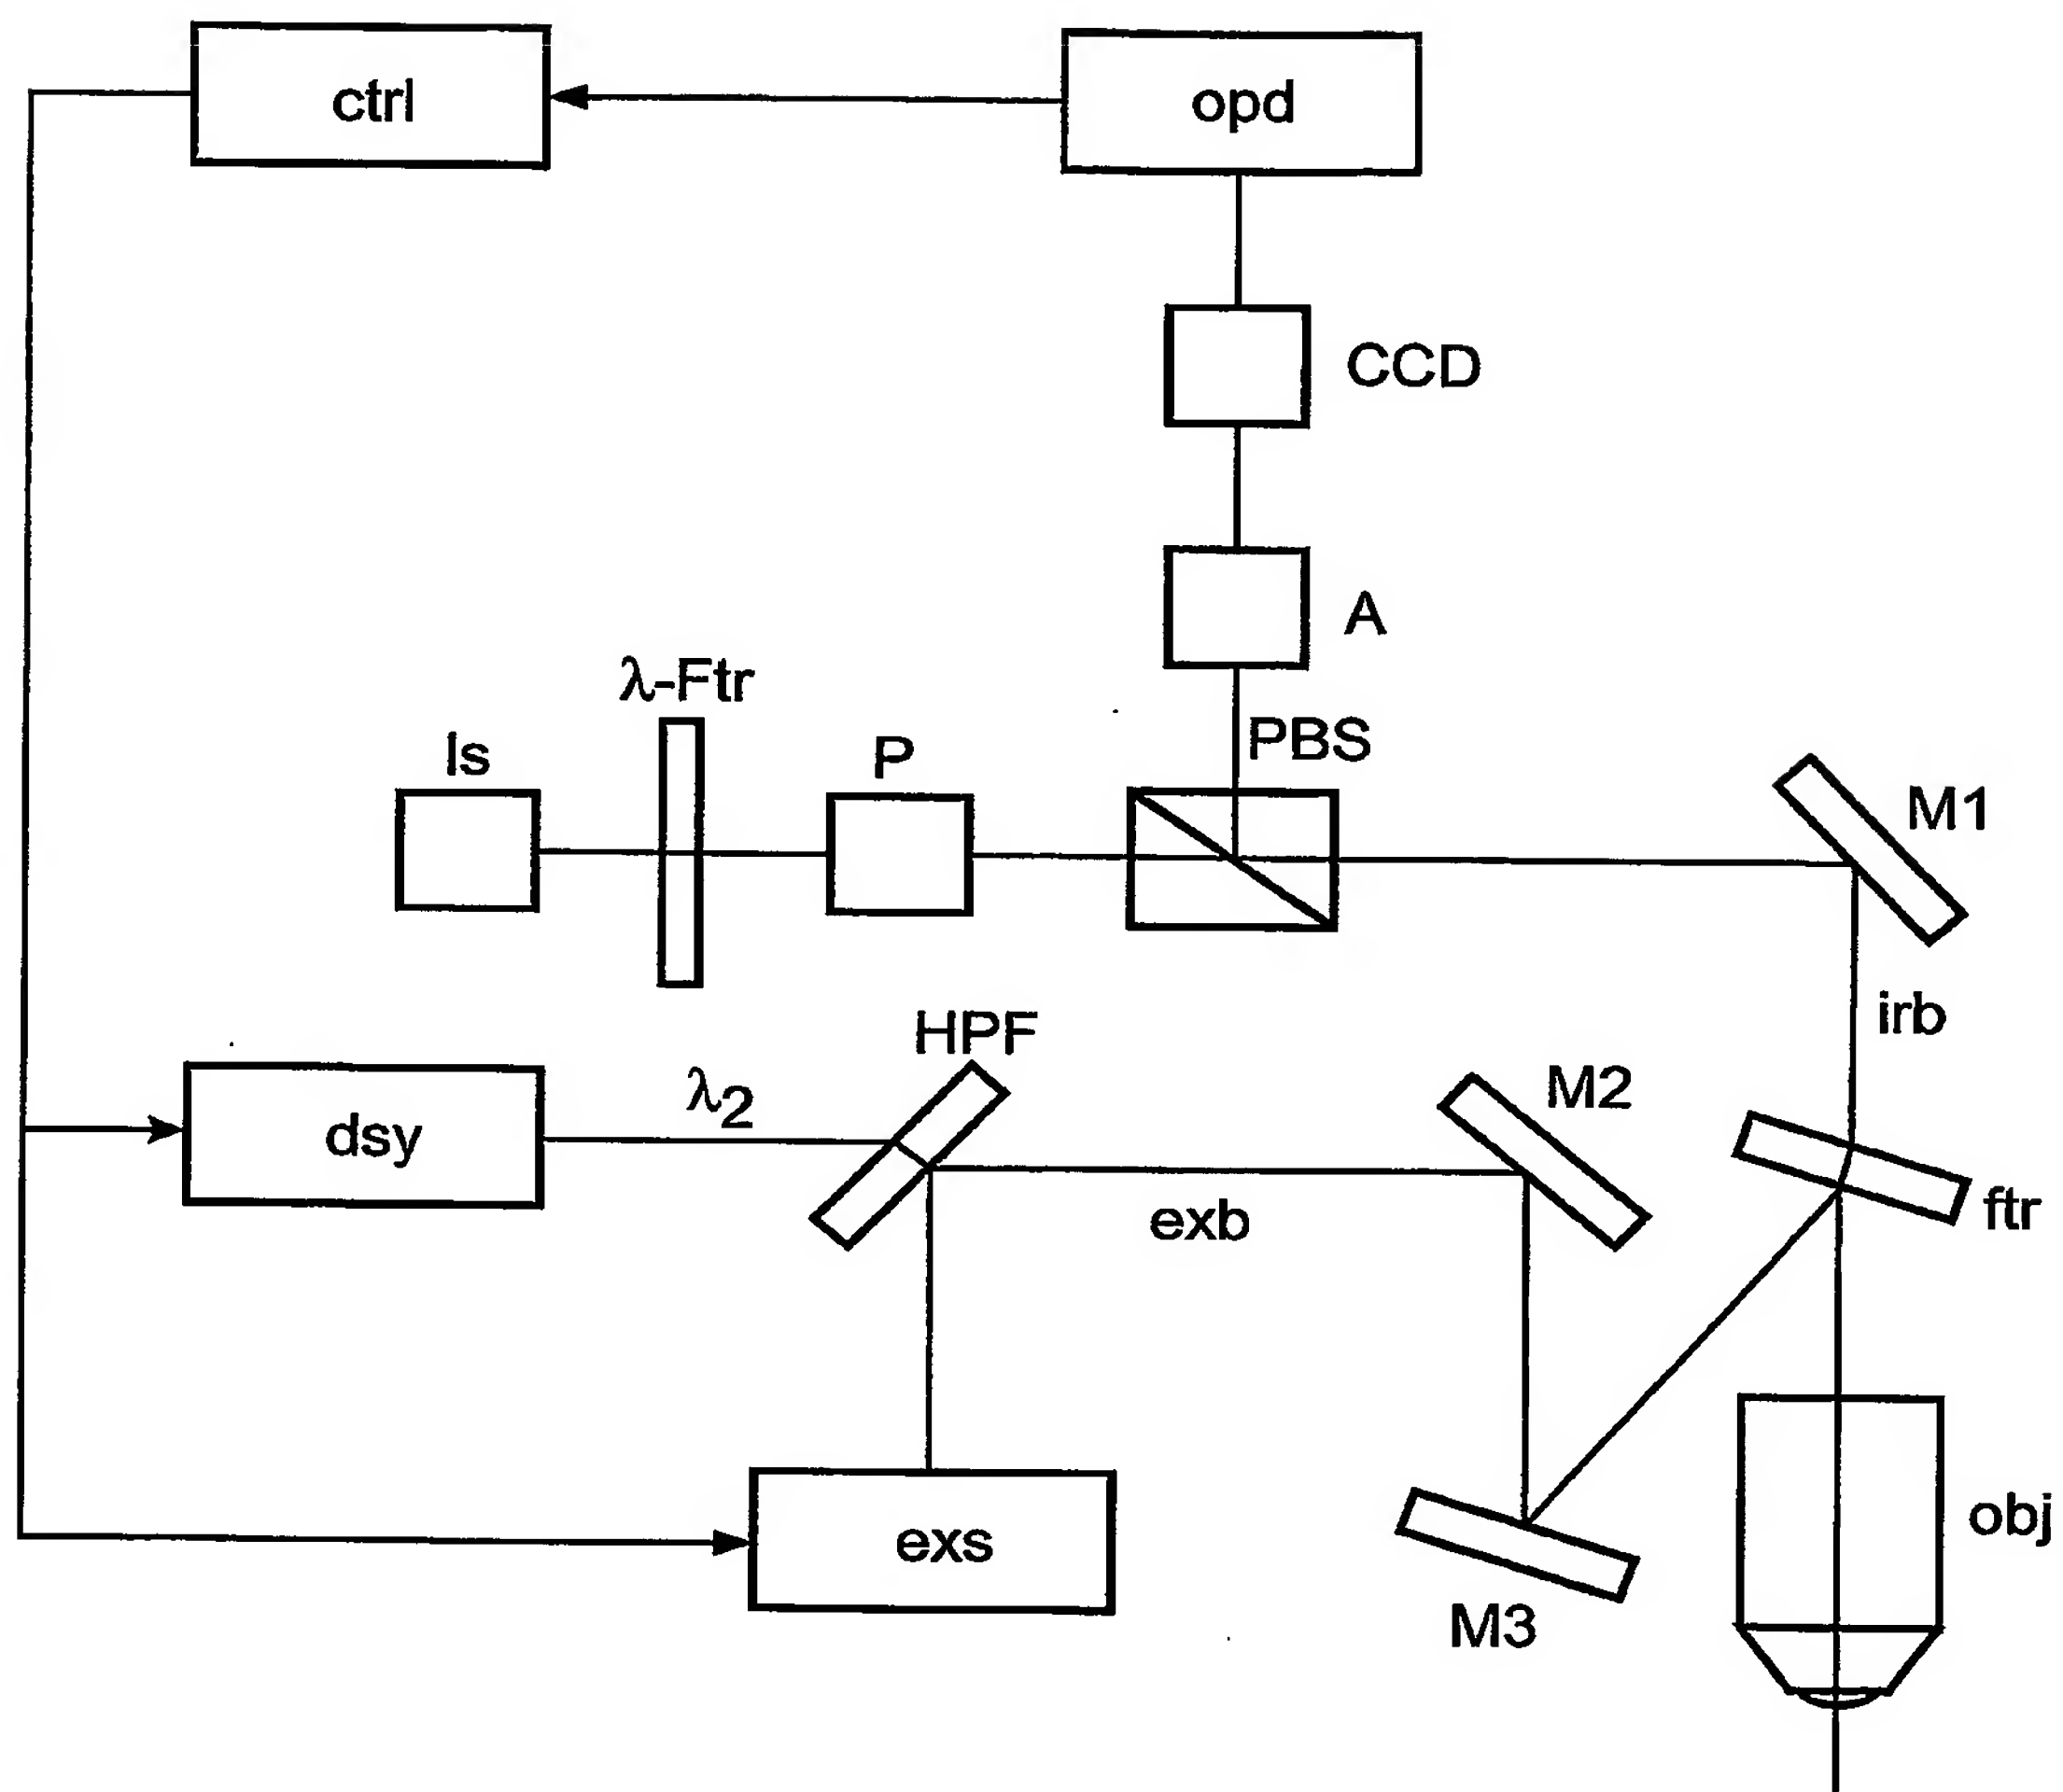 ctrl
opd
CCD
A
λ-Ftr
PBS
ls
P
M1
irb
HPF
λ2
M2
dsy
ftr
exb
obj
exs
M3